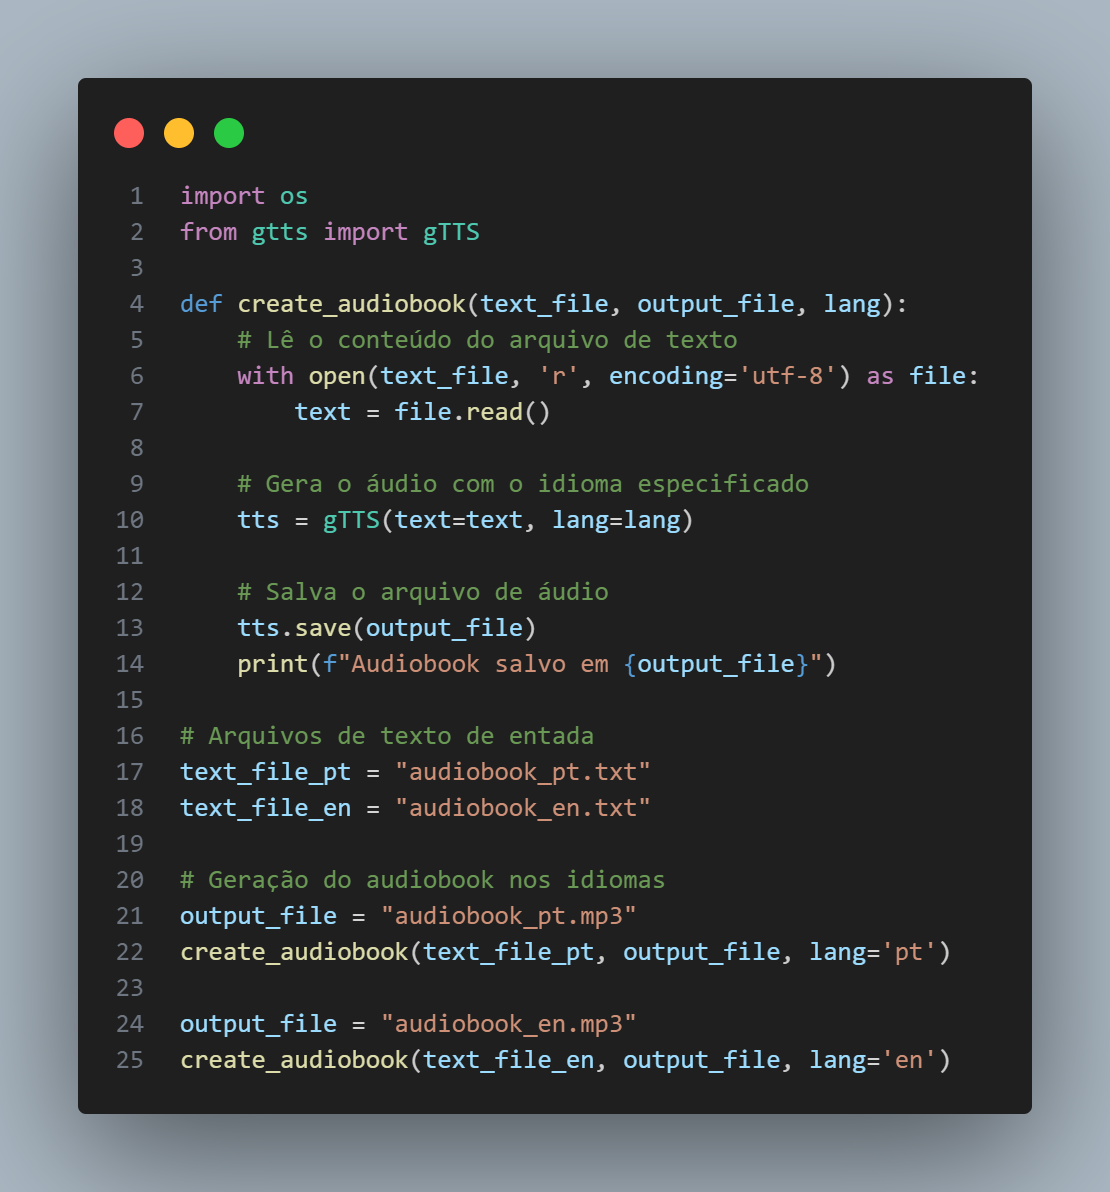 1 import os
2 from gtts import gTTS
3
4 def create_audiobook(text_file, output_file, lang):
5     # Lê o conteúdo do arquivo de texto
6     with open(text_file, 'r', encoding='utf-8') as file:
7         text = file.read()
8
9     # Gera o áudio com o idioma especificado
10     tts = gTTS(text=text, lang=lang)
11
12     # Salva o arquivo de áudio
13     tts.save(output_file)
14     print(f"Audiobook salvo em {output_file}")
15
16 # Arquivos de texto de entada
17 text_file_pt = "audiobook_pt.txt"
18 text_file_en = "audiobook_en.txt"
19
20 # Geração do audiobook nos idiomas
21 output_file = "audiobook_pt.mp3"
22 create_audiobook(text_file_pt, output_file, lang='pt')
23
24 output_file = "audiobook_en.mp3"
25 create_audiobook(text_file_en, output_file, lang='en')